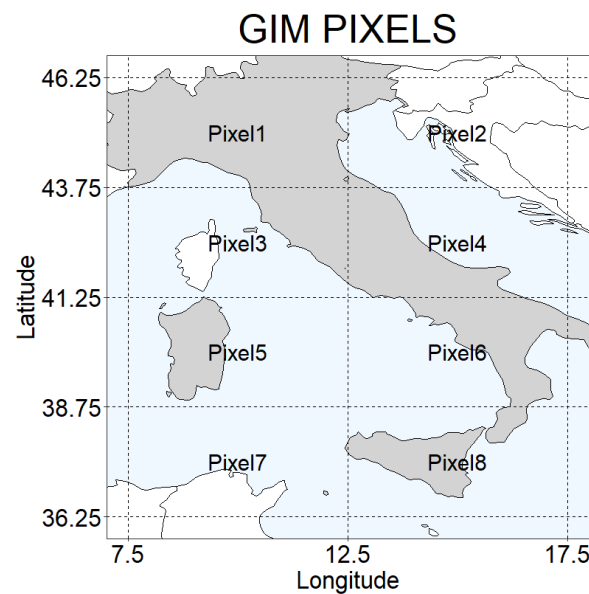 GIM PIXELS
46.25
Pixel1 Pixel2
43.75
Pixel3 Pixel4
41.25
Latitude
Pixel5 Pixel6
38.75
Pixel7 Pixel8
36.25
7.5 12.5 17.5
Longitude